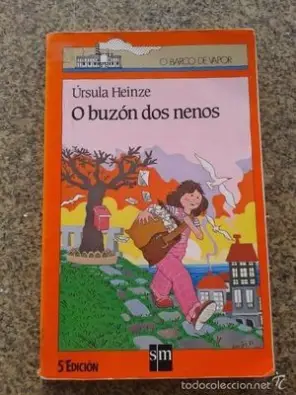 O BARCO DE VAPOR
Úrsula Heinze
O buzón dos nenos
5ª EDICIÓN
sm
todocoleccion.net